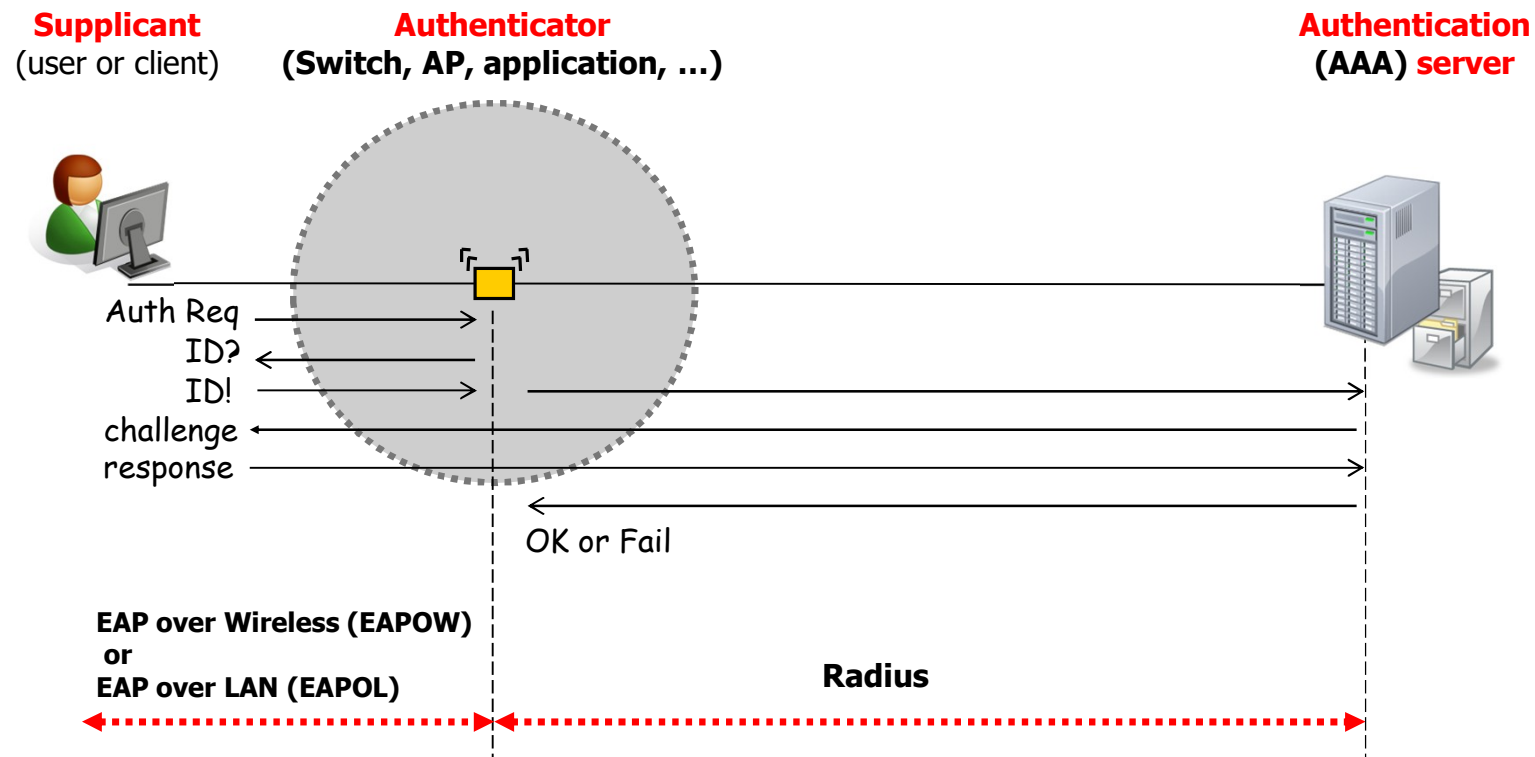 Supplicant
(user or client)
Authenticator
(Switch, AP, application, ...)
Authentication
(AAA) server
Auth Req
ID?
ID!
challenge
response
OK or Fail
EAP over Wireless (EAPOW)
or
EAP over LAN (EAPOL)
Radius